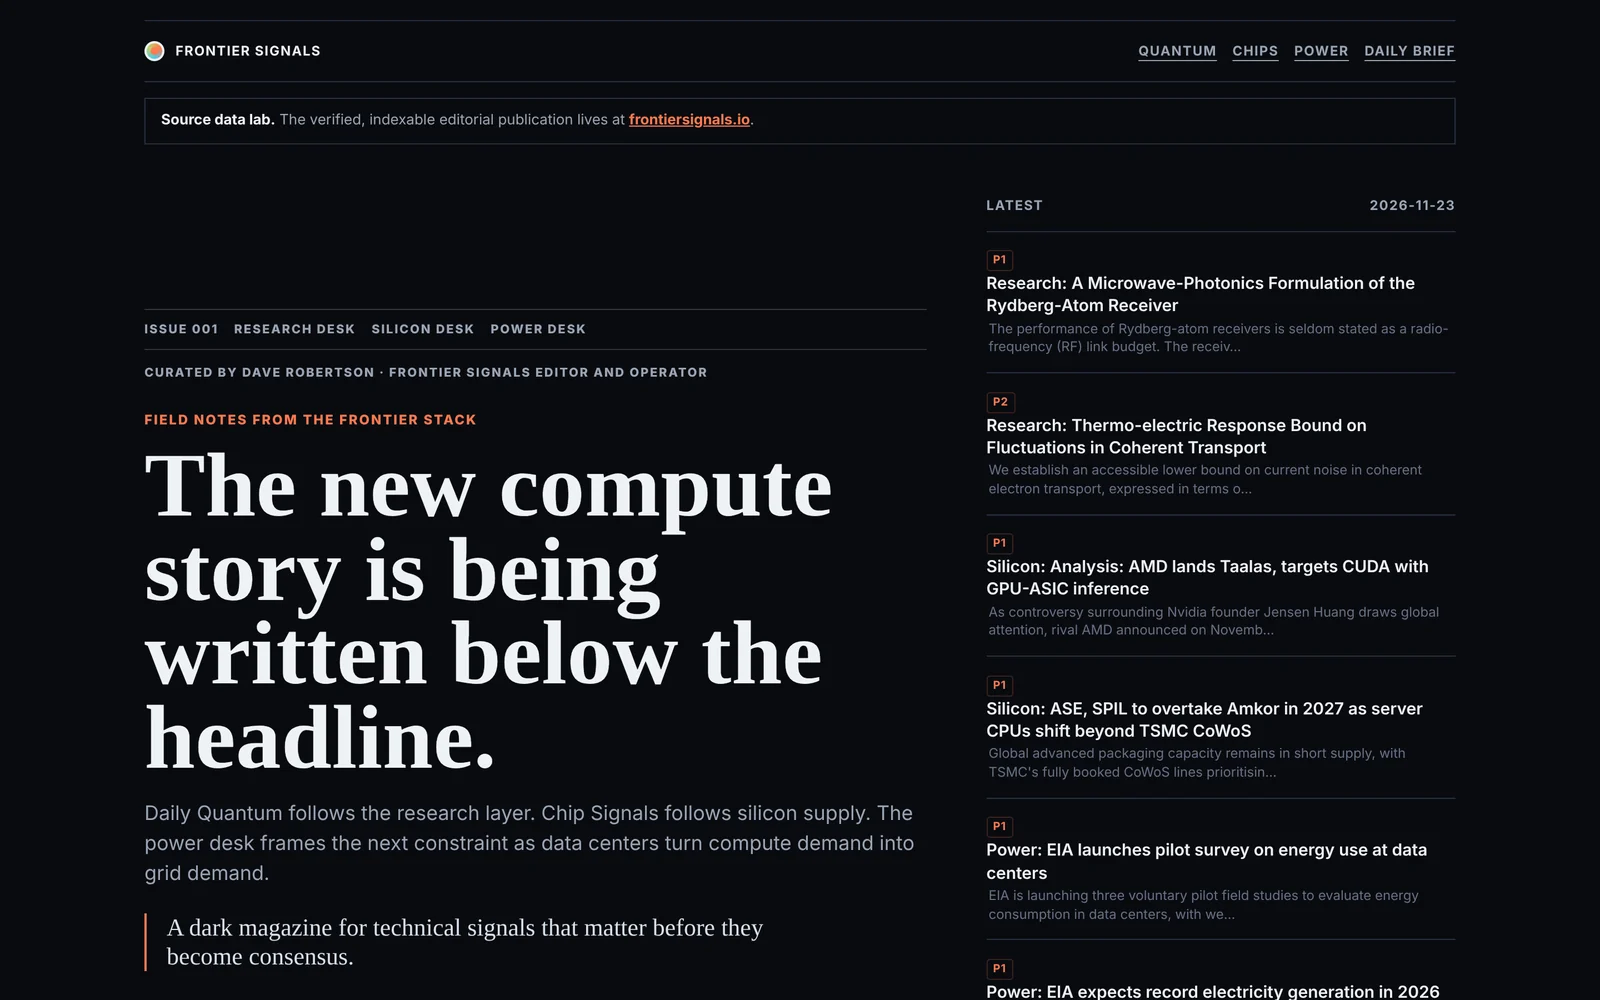 FRONTIER SIGNALS
QUANTUM CHIPS POWER DAILY BRIEF
Source data lab. The verified, indexable editorial publication lives at frontiersignals.io.
ISSUE 001 RESEARCH DESK SILICON DESK POWER DESK
CURATED BY DAVE ROBERTSON · FRONTIER SIGNALS EDITOR AND OPERATOR
FIELD NOTES FROM THE FRONTIER STACK
The new compute
story is being
written below the
headline.
Daily Quantum follows the research layer. Chip Signals follows silicon supply. The
power desk frames the next constraint as data centers turn compute demand into
grid demand.
A dark magazine for technical signals that matter before they
become consensus.
LATEST 2026-11-23
P1
Research: A Microwave-Photonics Formulation of the
Rydberg-Atom Receiver
The performance of Rydberg-atom receivers is seldom stated as a radio-
frequency (RF) link budget. The receiv...
P2
Research: Thermo-electric Response Bound on
Fluctuations in Coherent Transport
We establish an accessible lower bound on current noise in coherent
electron transport, expressed in terms o...
P1
Silicon: Analysis: AMD lands Taalas, targets CUDA with
GPU-ASIC inference
As controversy surrounding Nvidia founder Jensen Huang draws global
attention, rival AMD announced on Novemb...
P1
Silicon: ASE, SPIL to overtake Amkor in 2027 as server
CPUs shift beyond TSMC CoWoS
Global advanced packaging capacity remains in short supply, with
TSMC's fully booked CoWoS lines prioritisin...
P1
Power: EIA launches pilot survey on energy use at data
centers
EIA is launching three voluntary pilot field studies to evaluate energy
consumption in data centers, with we...
P1
Power: EIA expects record electricity generation in 2026